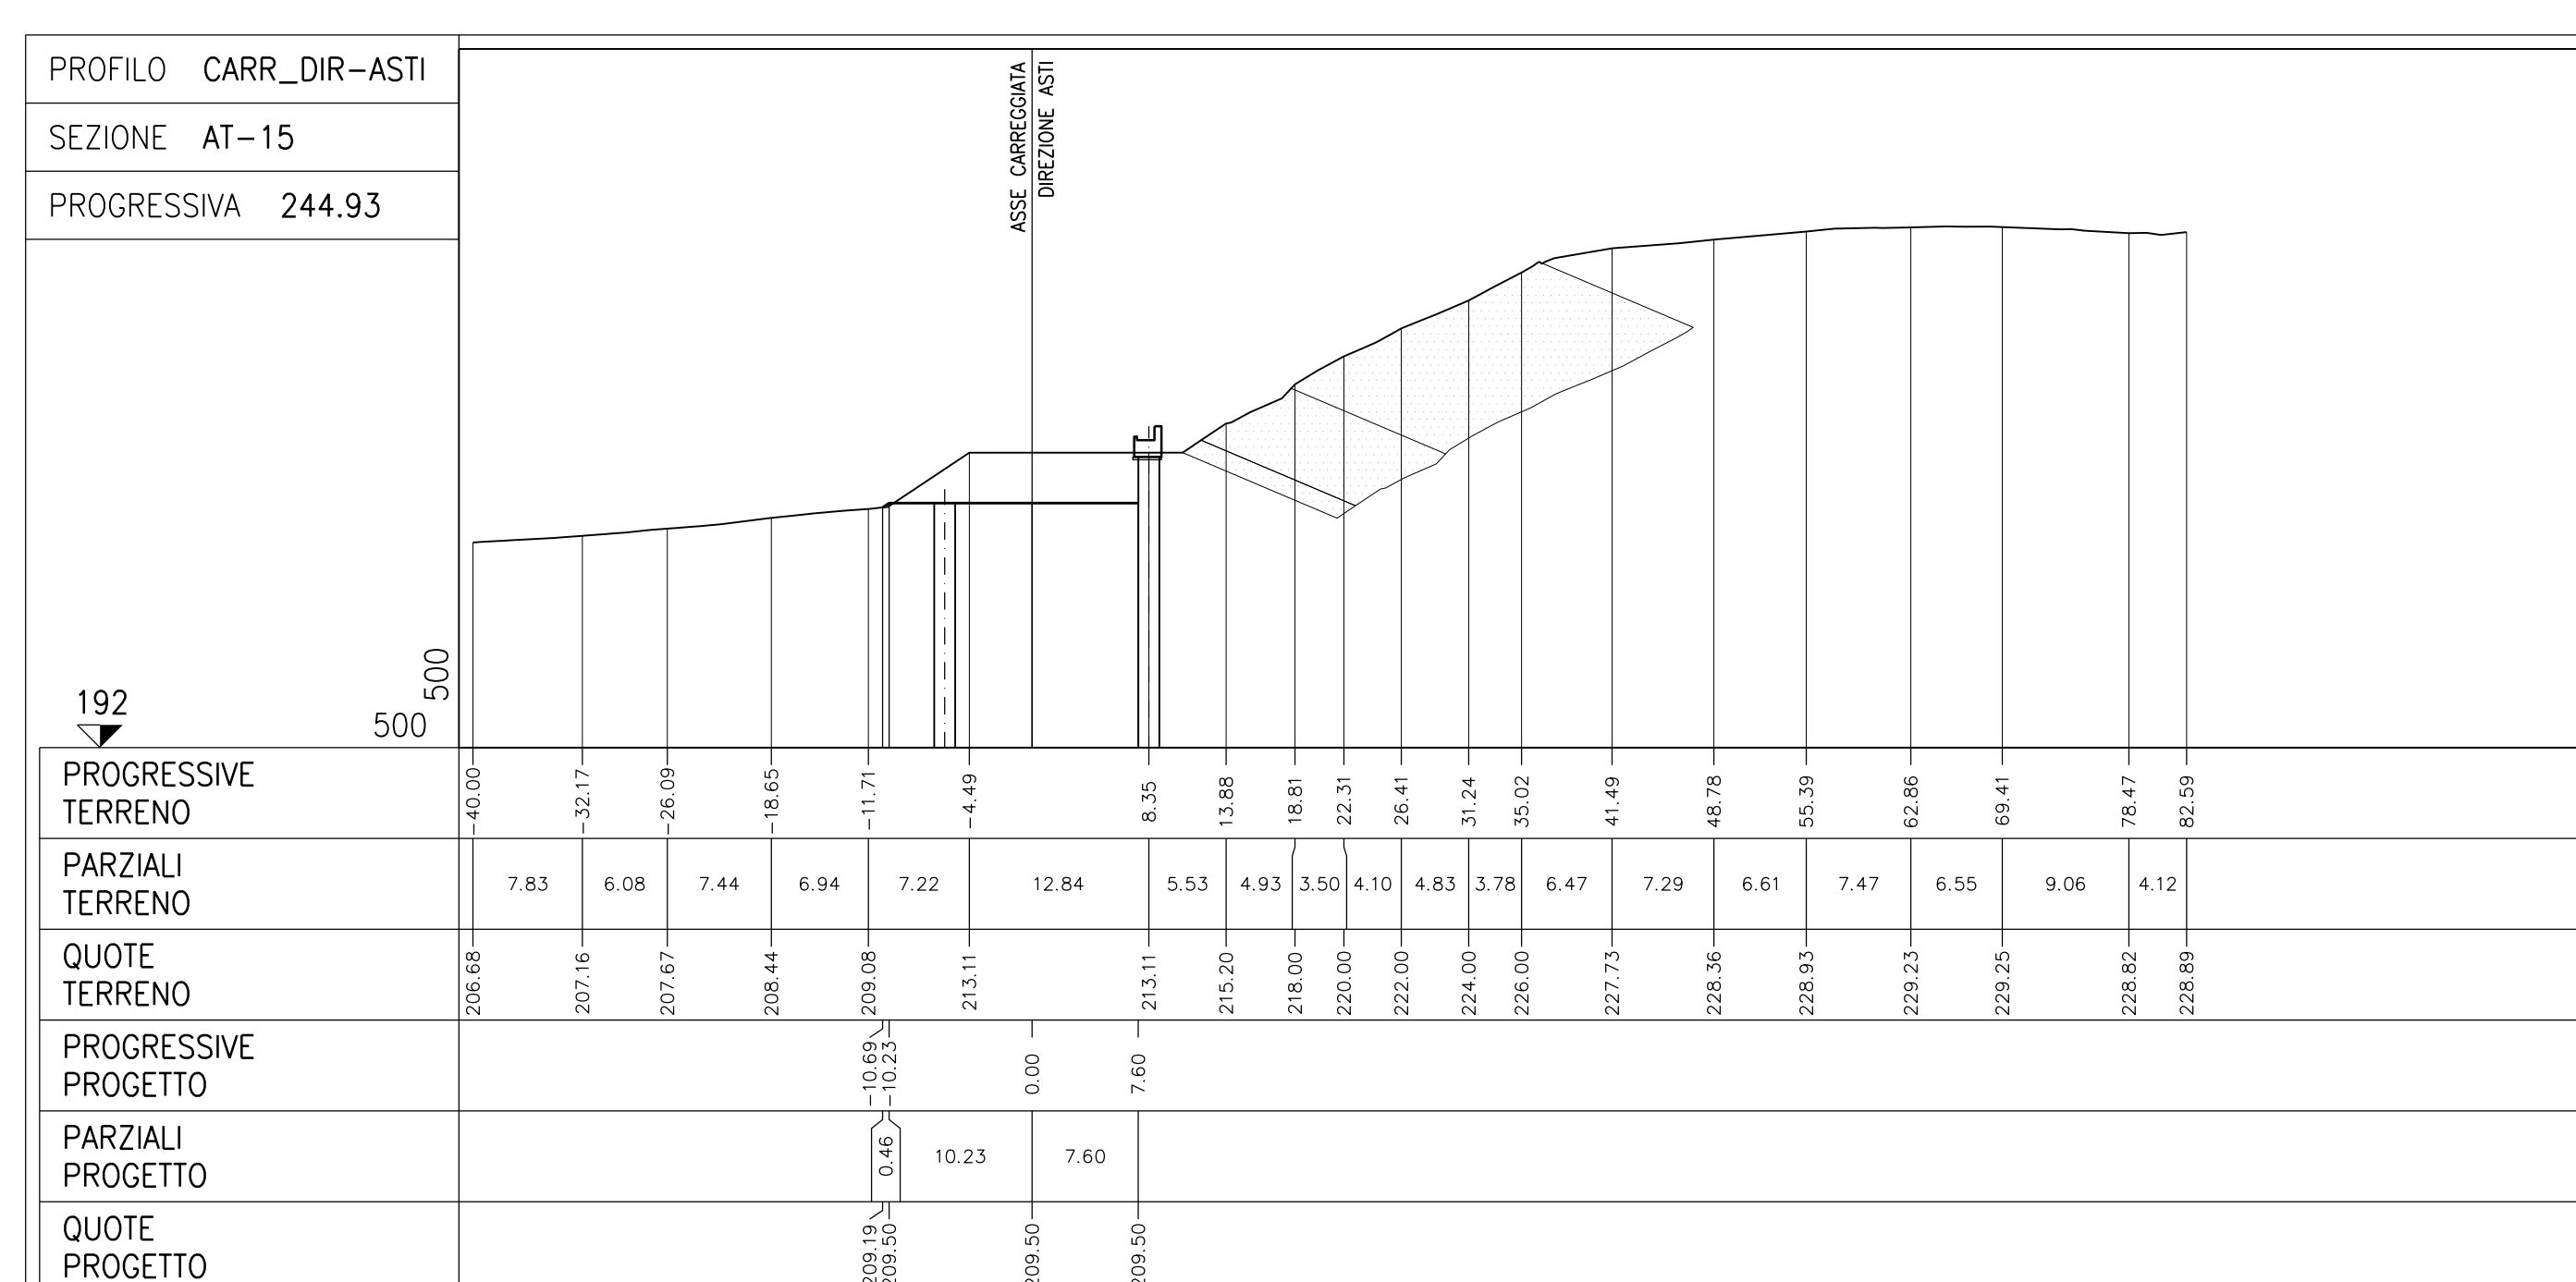 PROFILO CARR_DIR-ASTI
SEZIONE AT-15
PROGRESSIVA 244.93
ASSE CARREGGIATA
DIREZIONE ASTI
500
192
500
PROGRESSIVE
TERRENO
-40.00 -32.17 -26.09 -18.65 -11.71 -4.49 8.35 13.88 18.81 22.31 26.41 31.24 35.02 41.49 48.78 55.39 62.86 69.41 78.47 82.59
PARZIALI
TERRENO
7.83 6.08 7.44 6.94 7.22 12.84 5.53 4.93 3.50 4.10 4.83 3.78 6.47 7.29 6.61 7.47 6.55 9.06 4.12
QUOTE
TERRENO
206.68 207.16 207.67 208.44 209.08 213.11 213.11 215.20 218.00 220.00 222.00 224.00 226.00 227.73 228.36 228.93 229.23 229.25 228.82 228.89
PROGRESSIVE
PROGETTO
-10.69 -10.23 0.00 7.60
PARZIALI
PROGETTO
0.46 10.23 7.60
QUOTE
PROGETTO
209.19 209.50 209.50 209.50